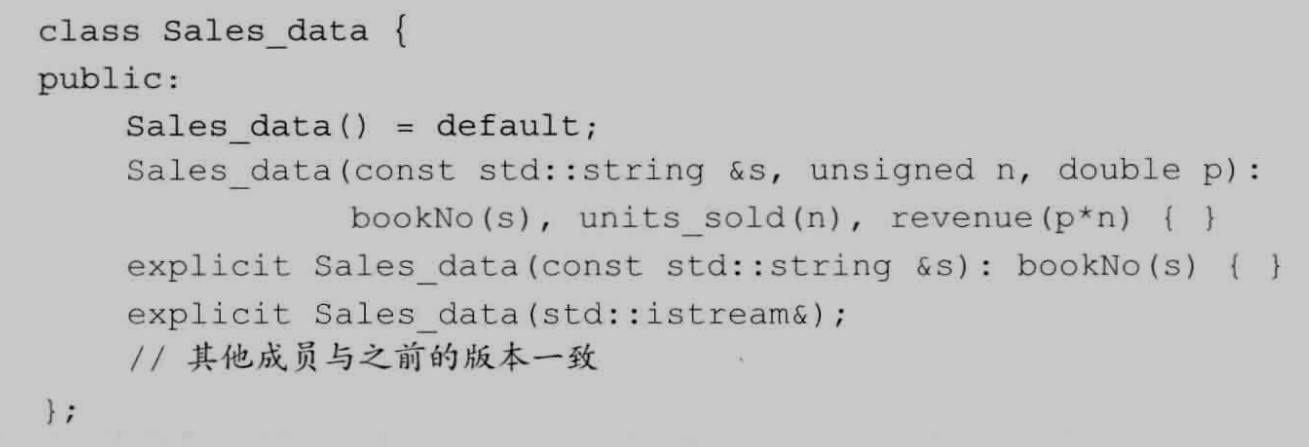 class Sales_data {
public:
    Sales_data() = default;
    Sales_data(const std::string &s, unsigned n, double p):
            bookNo(s), units_sold(n), revenue(p*n) { }
    explicit Sales_data(const std::string &s): bookNo(s) { }
    explicit Sales_data(std::istream&);
    // 其他成员与之前的版本一致
};